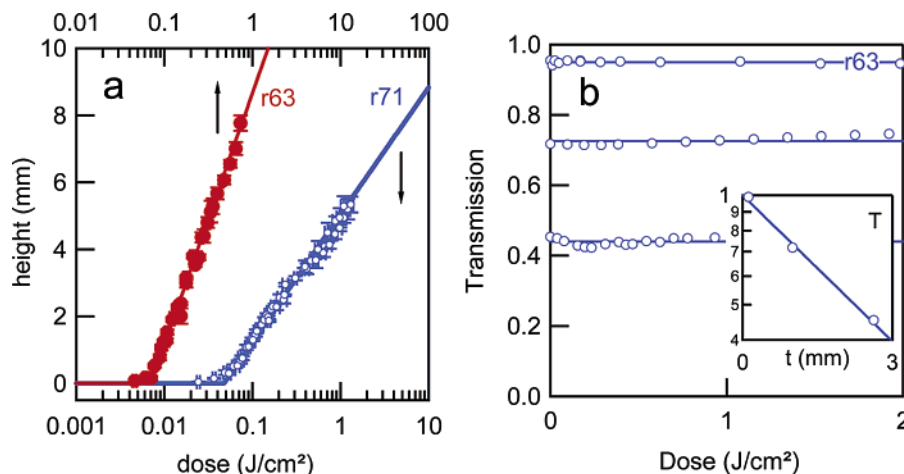 0.01 0.1 1 10 100
10
8
6
4
2
0
height (mm)
a
r63
r71
0.001 0.01 0.1 1 10
dose (J/cm²)
b
1.0
0.8
0.6
0.4
0.2
0.0
Transmission
r63
1
9
8
7
6
5
4
T
0 3
t (mm)
0 1 2
Dose (J/cm²)